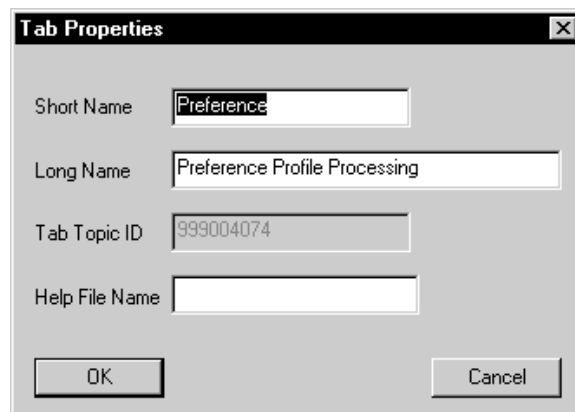 Tab Properties
Short Name Preference
Long Name Preference Profile Processing
Tab Topic ID 999004074
Help File Name
OK Cancel